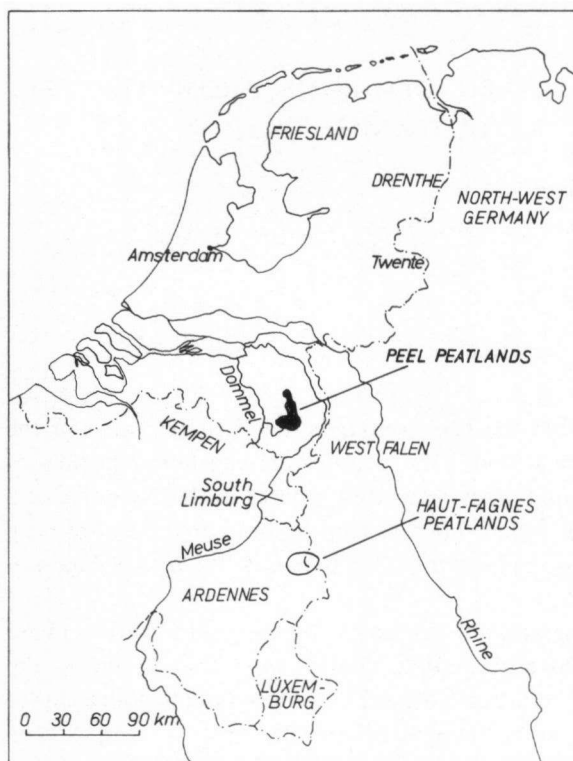 FRIESLAND
DRENTHE
NORTH-WEST
GERMANY
Amsterdam
Twente
PEEL PEATLANDS
Dommel
KEMPEN
WEST FALEN
South
Limburg
HAUT-FAGNES
PEATLANDS
Meuse
ARDENNES
Rhine
LÜXEM-
BURG
0 30 60 90 km